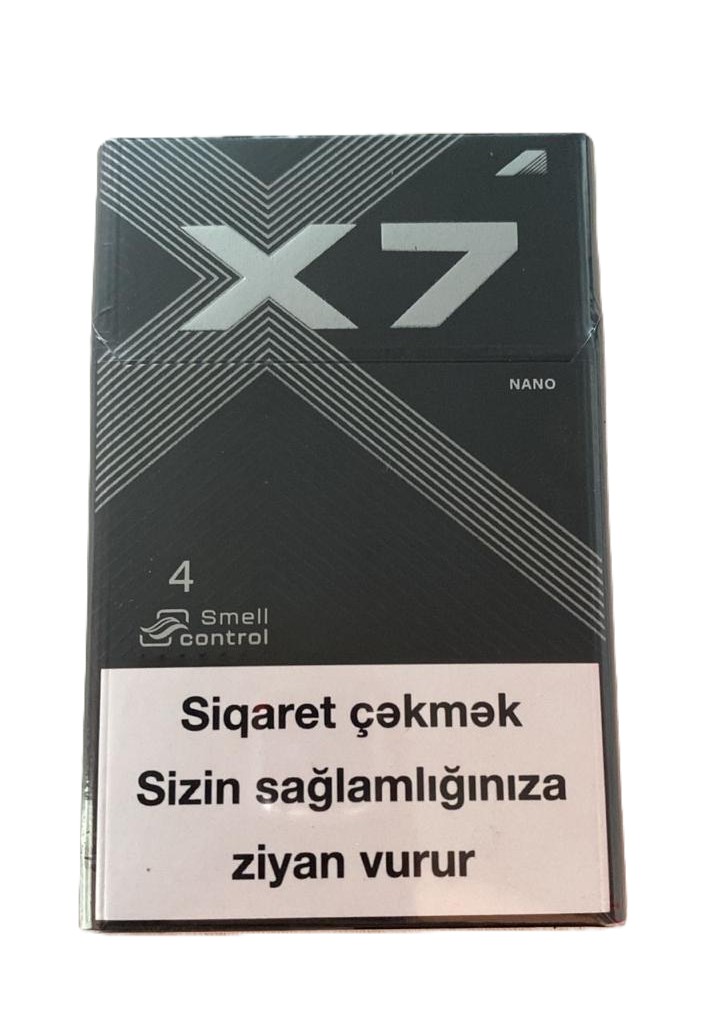 X7
NANO
4
Smell
control
Siqaret çəkmək
Sizin sağlamlığınıza
ziyan vurur